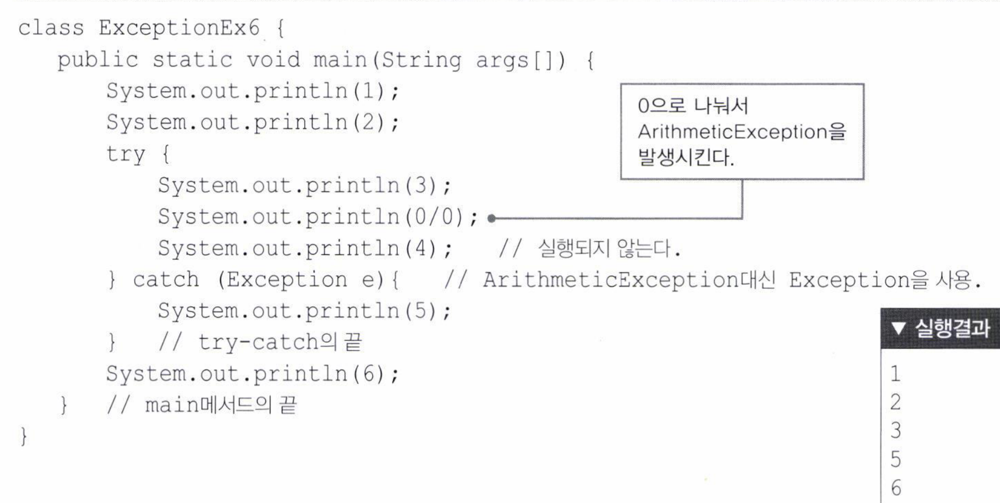 class ExceptionEx6 {
public static void main(String args[]) {
System.out.println(1);
System.out.println(2);
try {
System.out.println(3);
System.out.println(0/0);
System.out.println(4); // 실행되지 않는다.
} catch (Exception e){ // ArithmeticException대신 Exception을 사용.
System.out.println(5);
} // try-catch의 끝
System.out.println(6);
} // main메서드의 끝
}
0으로 나눠서
ArithmeticException을
발생시킨다.
▼ 실행결과
1
2
3
5
6